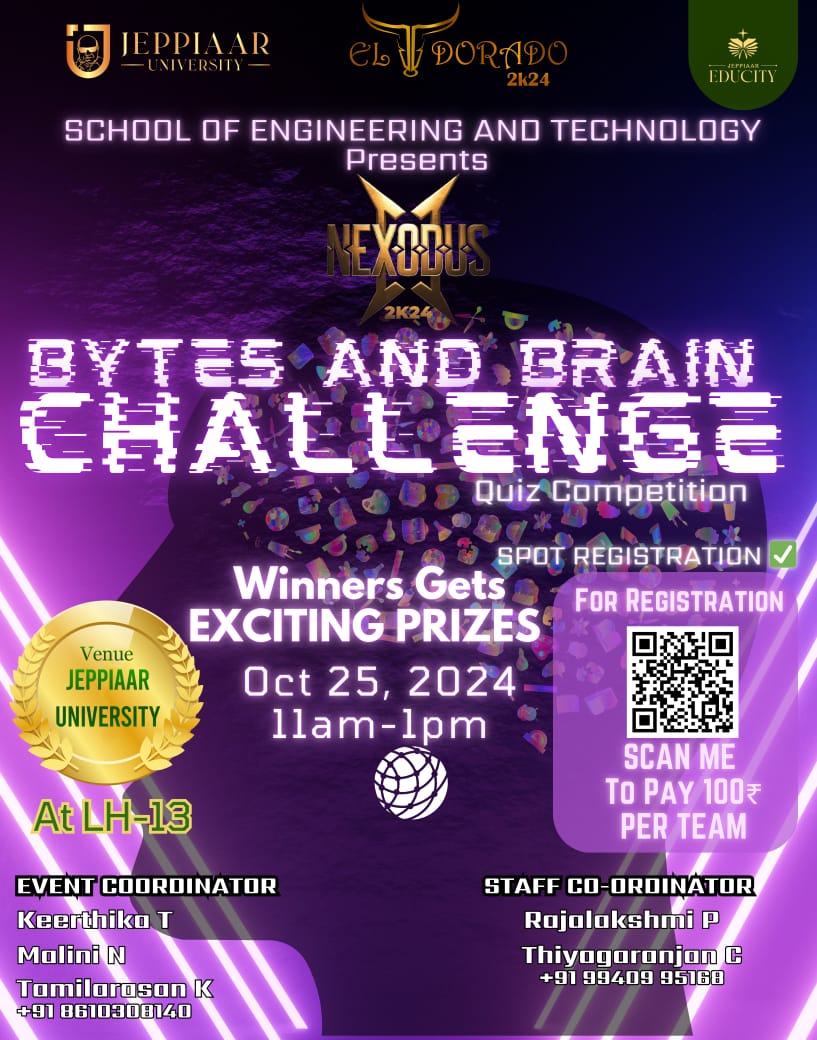 JEPPIAAR
UNIVERSITY
EL DORADO
2k24
JEPPIAAR
EDUCITY
SCHOOL OF ENGINEERING AND TECHNOLOGY
Presents
NEXODUS
2K24
BYTES AND BRAIN
CHALLENGE
Quiz Competition
SPOT REGISTRATION ✅
Winners Gets
EXCITING PRIZES
Oct 25, 2024
11am-1pm
Venue
JEPPIAAR
UNIVERSITY
At LH-13
For Registration
SCAN ME
To Pay 100₹
PER TEAM
EVENT COORDINATOR
Keerthika T
Malini N
Tamilarasan K
+91 8610308140
STAFF CO-ORDINATOR
Rajalakshmi P
Thiyagaranjan C
+91 99409 95168